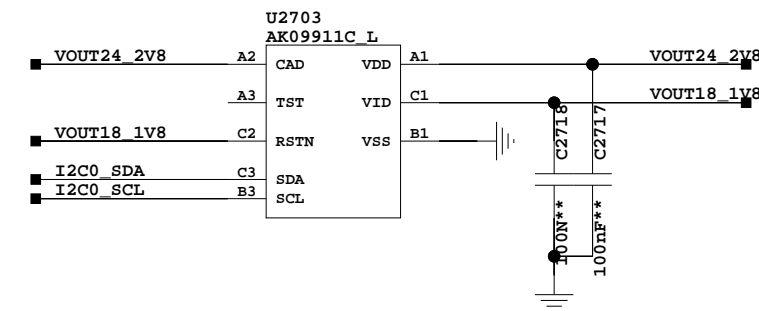 U2703
AK09911C_L
VOUT24_2V8 A2 CAD VDD A1 VOUT24_2V8
A3 TST VID C1 VOUT18_1V8
VOUT18_1V8 C2 RSTN VSS B1
I2C0_SDA C3 SDA
I2C0_SCL B3 SCL
C2718
C2717
100N**
100nF**